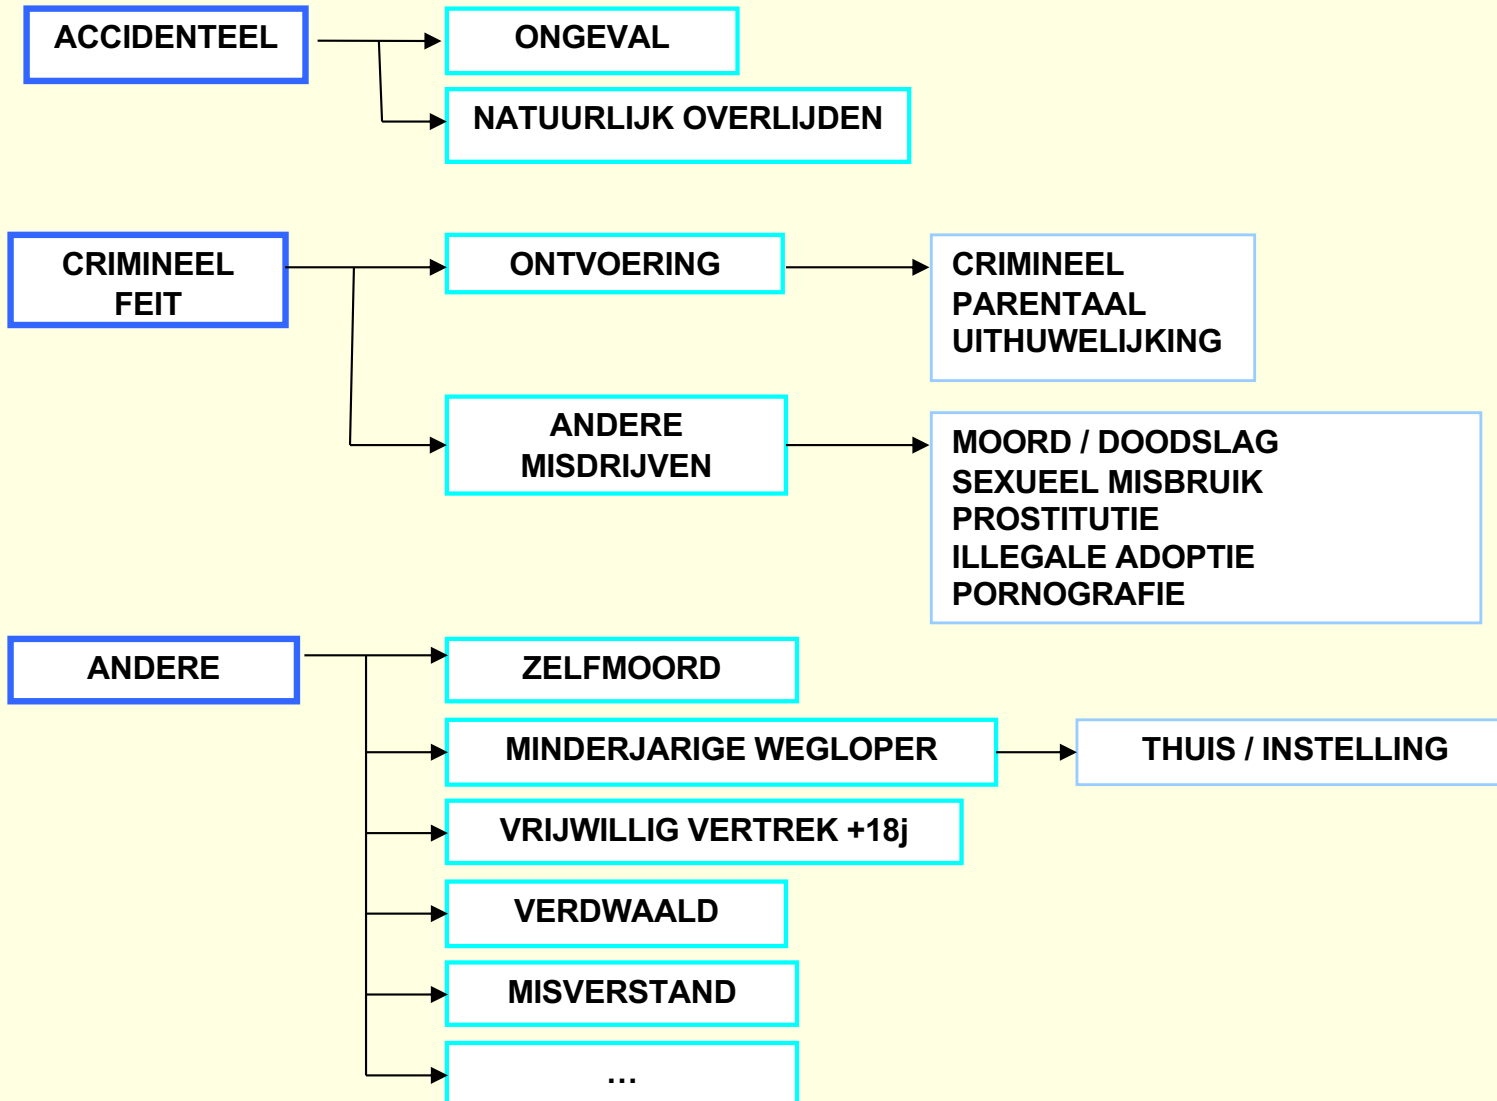 ACCIDENTEEL
ONGEVAL
NATUURLIJK OVERLIJDEN
CRIMINEEL
FEIT
ONTVOERING
CRIMINEEL
PARENTAAL
UITHUWELIJKING
ANDERE
MISDRIJVEN
MOORD / DOODSLAG
SEXUEEL MISBRUIK
PROSTITUTIE
ILLEGALE ADOPTIE
PORNOGRAFIE
ANDERE
ZELFMOORD
MINDERJARIGE WEGLOPER
THUIS / INSTELLING
VRIJWILLIG VERTREK +18j
VERDWAALD
MISVERSTAND
…